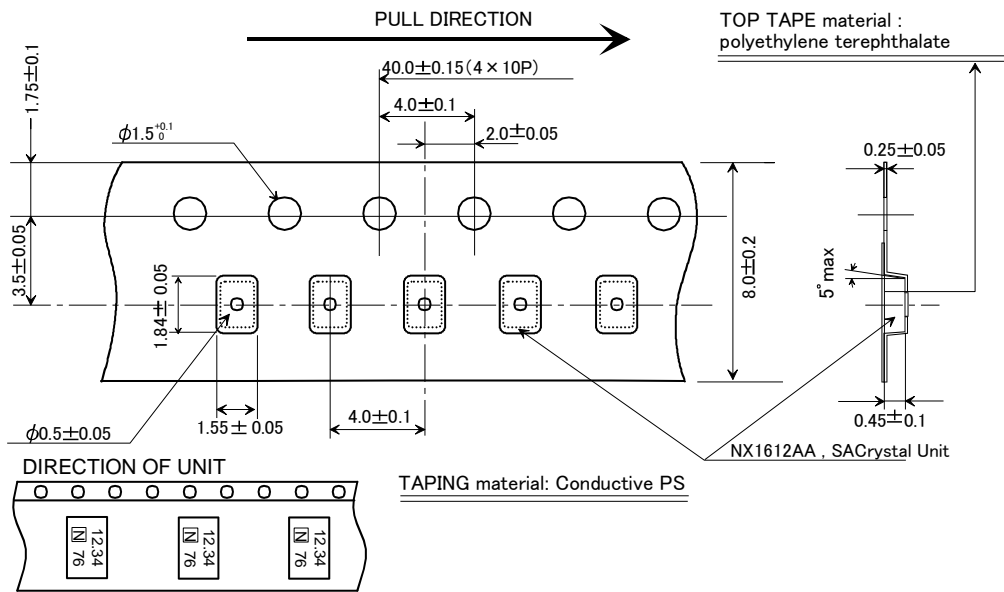 PULL DIRECTION
TOP TAPE material :
polyethylene terephthalate
1.75±0.1
40.0±0.15(4×10P)
4.0±0.1
φ1.5 +0.1 0
2.0±0.05
0.25±0.05
3.5±0.05
8.0±0.2
5°max
1.84±0.05
1.55±0.05
4.0±0.1
φ0.5±0.05
0.45±0.1
NX1612AA , SACrystal Unit
DIRECTION OF UNIT
TAPING material: Conductive PS
12.34
N 76
12.34
N 76
12.34
N 76